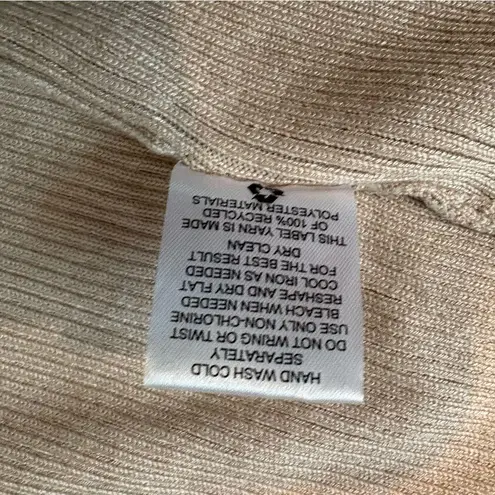 HAND WASH COLD
SEPARATELY
DO NOT WRING OR TWIST
USE ONLY NON-CHLORINE
BLEACH WHEN NEEDED
RESHAPE AND DRY FLAT
COOL IRON AS NEEDED
FOR THE BEST RESULT
DRY CLEAN
THIS LABEL YARN IS MADE
OF 100% RECYCLED
POLYESTER MATERIALS